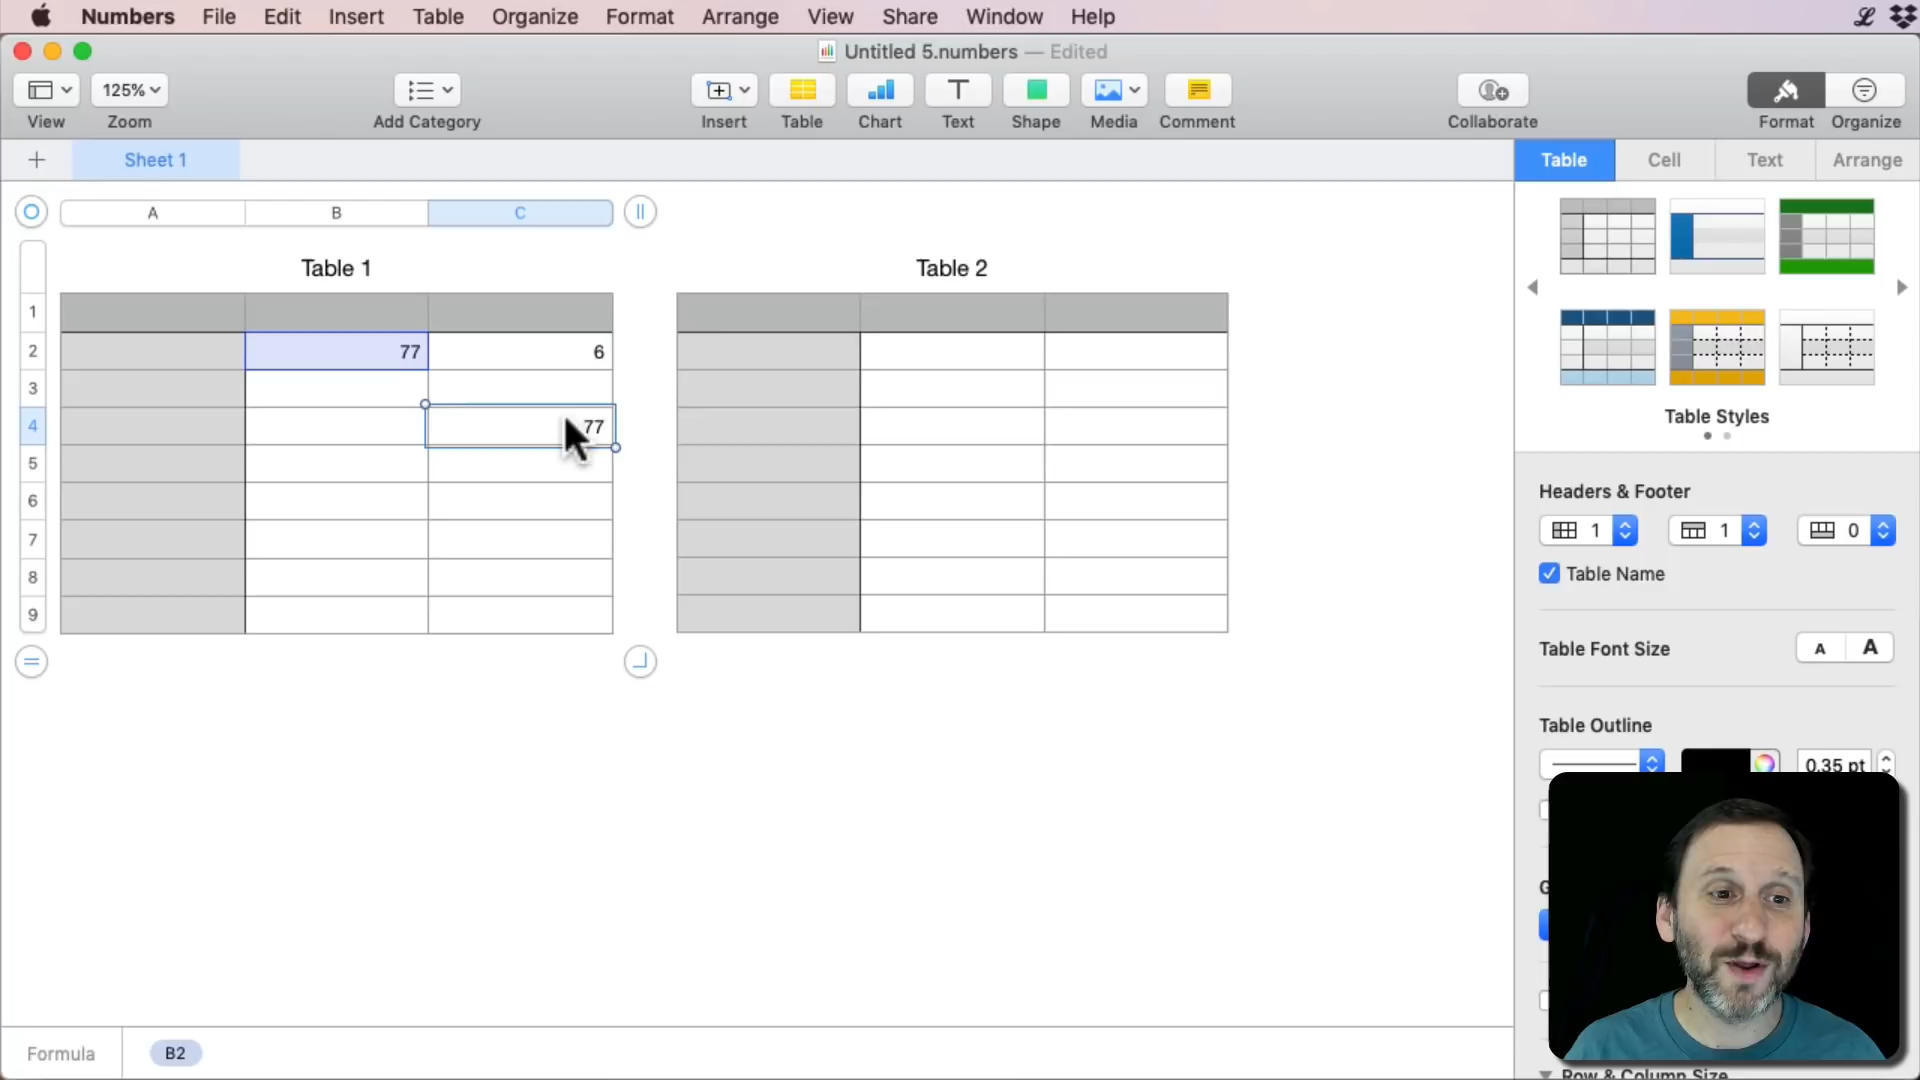 Numbers File Edit Insert Table Organize Format Arrange View Share Window Help
Untitled 5.numbers — Edited
125%
View Zoom Add Category Insert Table Chart Text Shape Media Comment Collaborate Format Organize
Sheet 1
Table Cell Text Arrange
A B C
Table 1 Table 2
1
2 77 6
3
4 77
5
6
7
8
9
Table Styles
Headers & Footer
1 1 0
Table Name
Table Font Size A A
Table Outline
0.35 pt
G
Row & Column Size
Formula B2